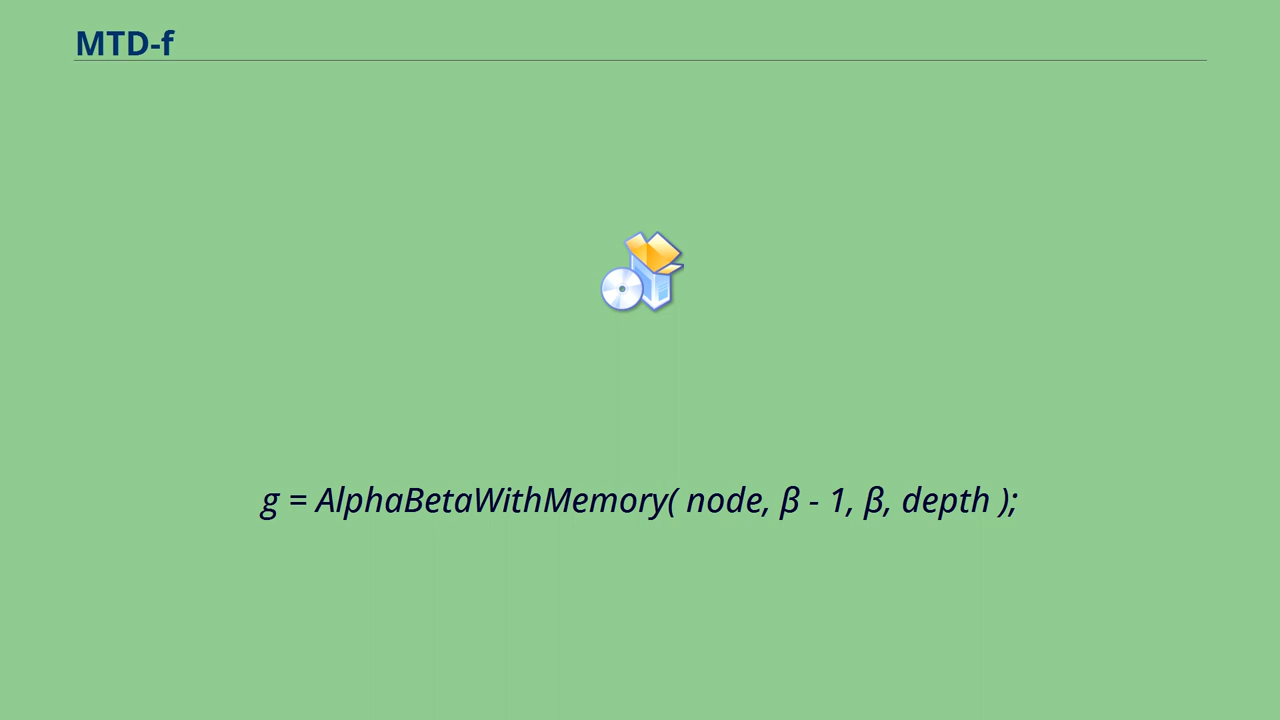 MTD-f
g = AlphaBetaWithMemory( node, β - 1, β, depth );